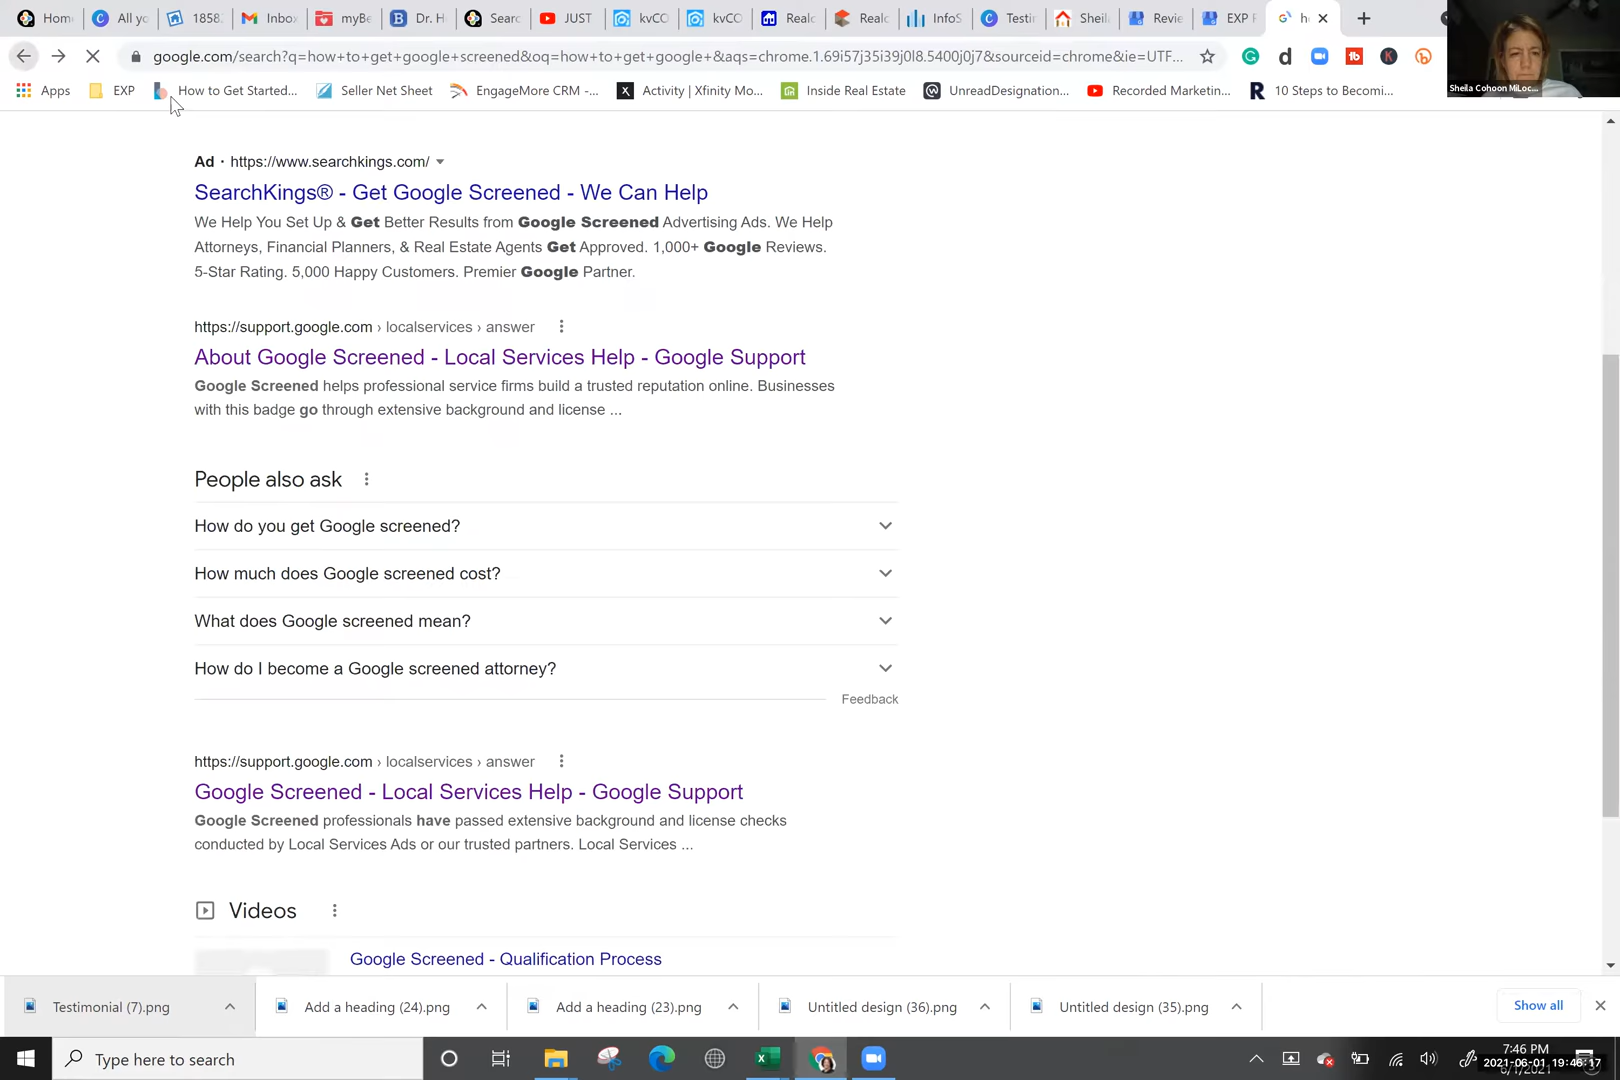 Hom
All yo
1858
Inbo
myBe
Dr. H
Searc
JUST
kvCO
kvCO
Realc
Realc
InfoS
Testin
Sheil
Revie
EXP F
google.com/search?q=how+to+get+google+screened&oq=how+to+get+google+&aqs=chrome.1.69i57j35i39j0l8.5400j0j7&sourceid=chrome&ie=UTF...
Sheila Cohoon MiLoc...
Apps
EXP
How to Get Started...
Seller Net Sheet
EngageMore CRM -...
Activity | Xfinity Mo...
Inside Real Estate
UnreadDesignation...
Recorded Marketin...
10 Steps to Becomi...
Ad · https://www.searchkings.com/
SearchKings® - Get Google Screened - We Can Help
We Help You Set Up & Get Better Results from Google Screened Advertising Ads. We Help
Attorneys, Financial Planners, & Real Estate Agents Get Approved. 1,000+ Google Reviews.
5-Star Rating. 5,000 Happy Customers. Premier Google Partner.
https://support.google.com › localservices › answer
About Google Screened - Local Services Help - Google Support
Google Screened helps professional service firms build a trusted reputation online. Businesses
with this badge go through extensive background and license ...
People also ask
How do you get Google screened?
How much does Google screened cost?
What does Google screened mean?
How do I become a Google screened attorney?
Feedback
https://support.google.com › localservices › answer
Google Screened - Local Services Help - Google Support
Google Screened professionals have passed extensive background and license checks
conducted by Local Services Ads or our trusted partners. Local Services ...
Videos
Google Screened - Qualification Process
Testimonial (7).png
Add a heading (24).png
Add a heading (23).png
Untitled design (36).png
Untitled design (35).png
Show all
Type here to search
7:46 PM
2021-06-01 19:46:17